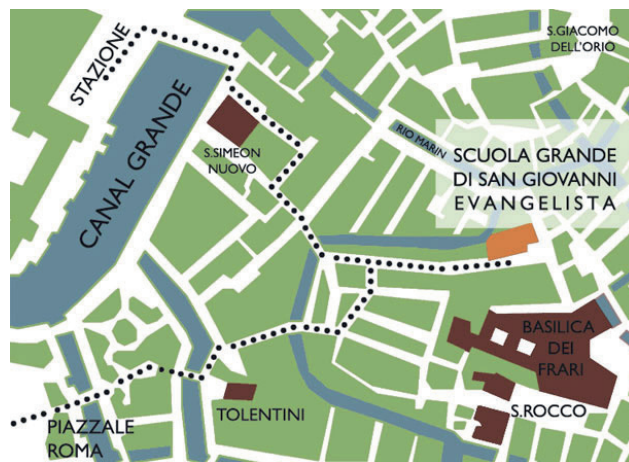 STAZIONE
CANAL GRANDE
S.SIMEON
NUOVO
S.GIACOMO
DELL'ORIO
RIO MARIN
SCUOLA GRANDE
DI SAN GIOVANNI
EVANGELISTA
BASILICA
DEI
FRARI
S.ROCCO
TOLENTINI
PIAZZALE
ROMA